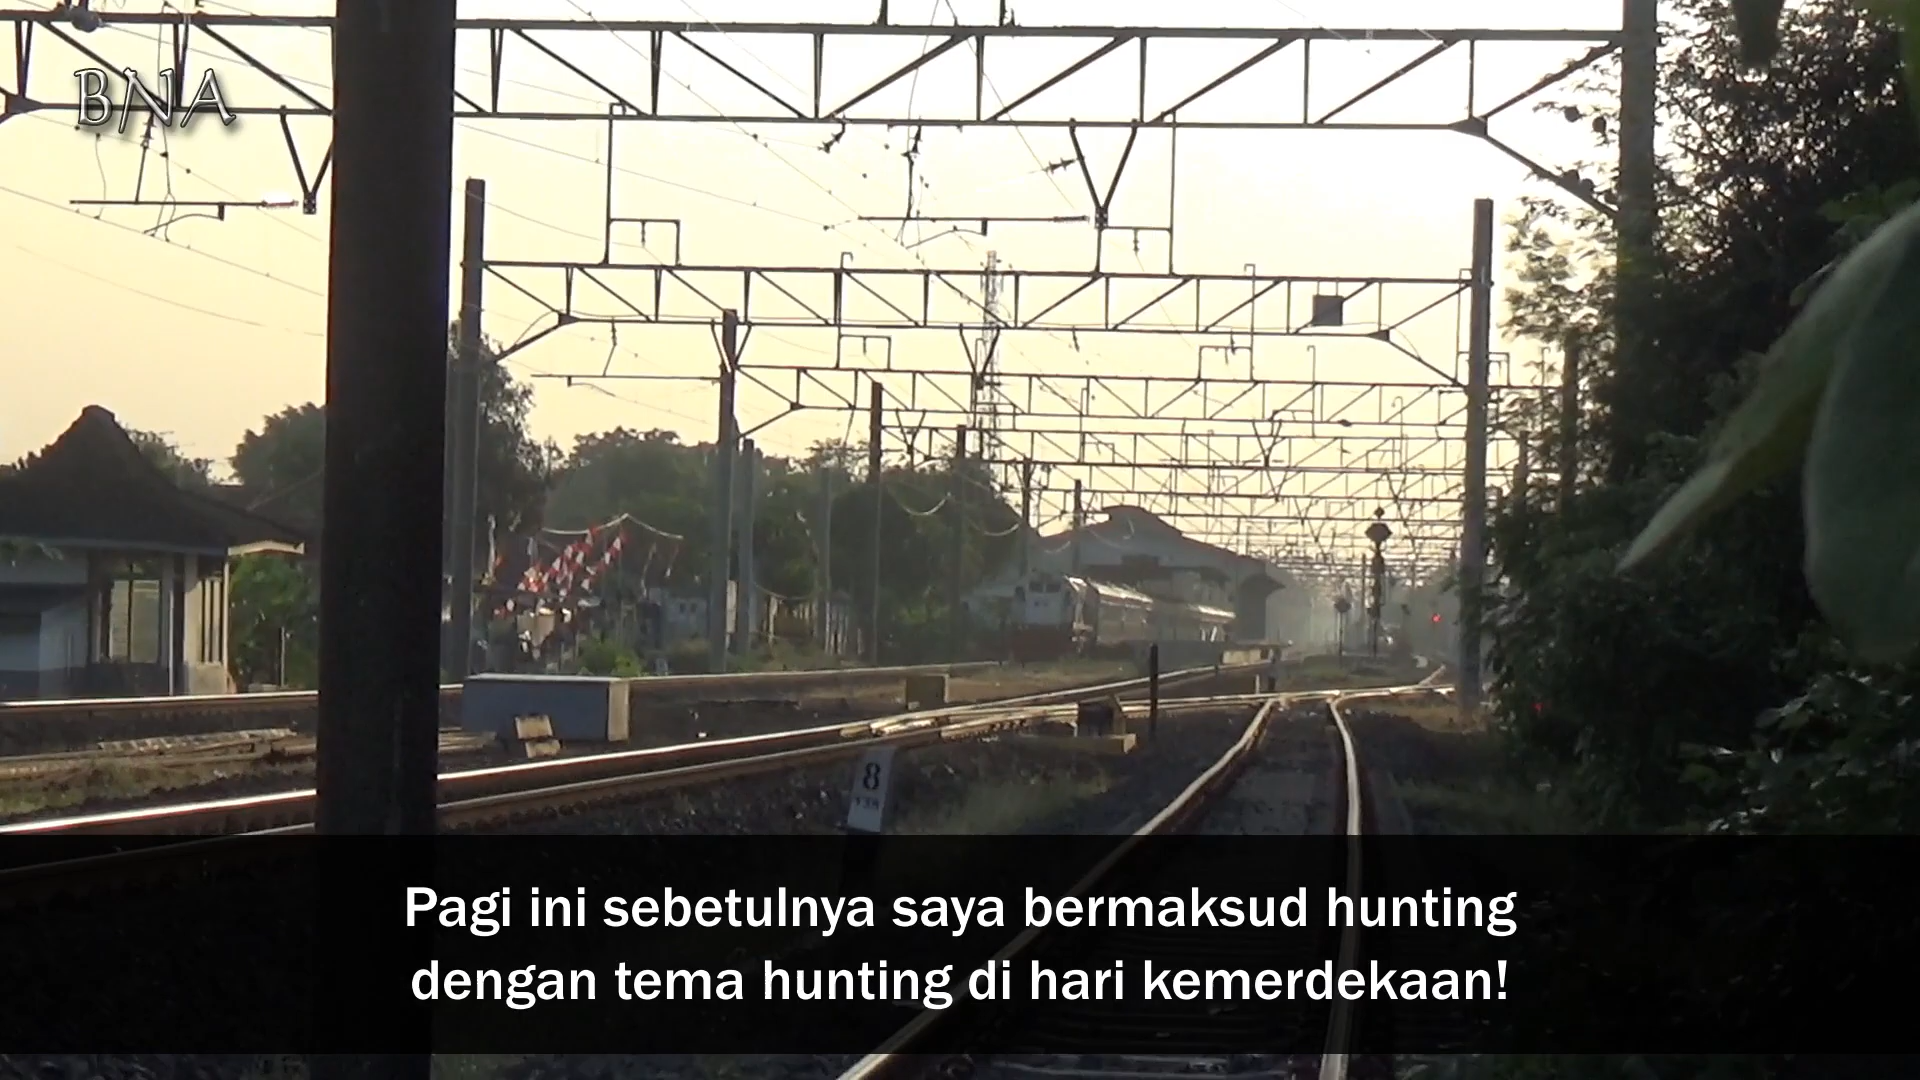 BNA
8
Pagi ini sebetulnya saya bermaksud hunting
dengan tema hunting di hari kemerdekaan!